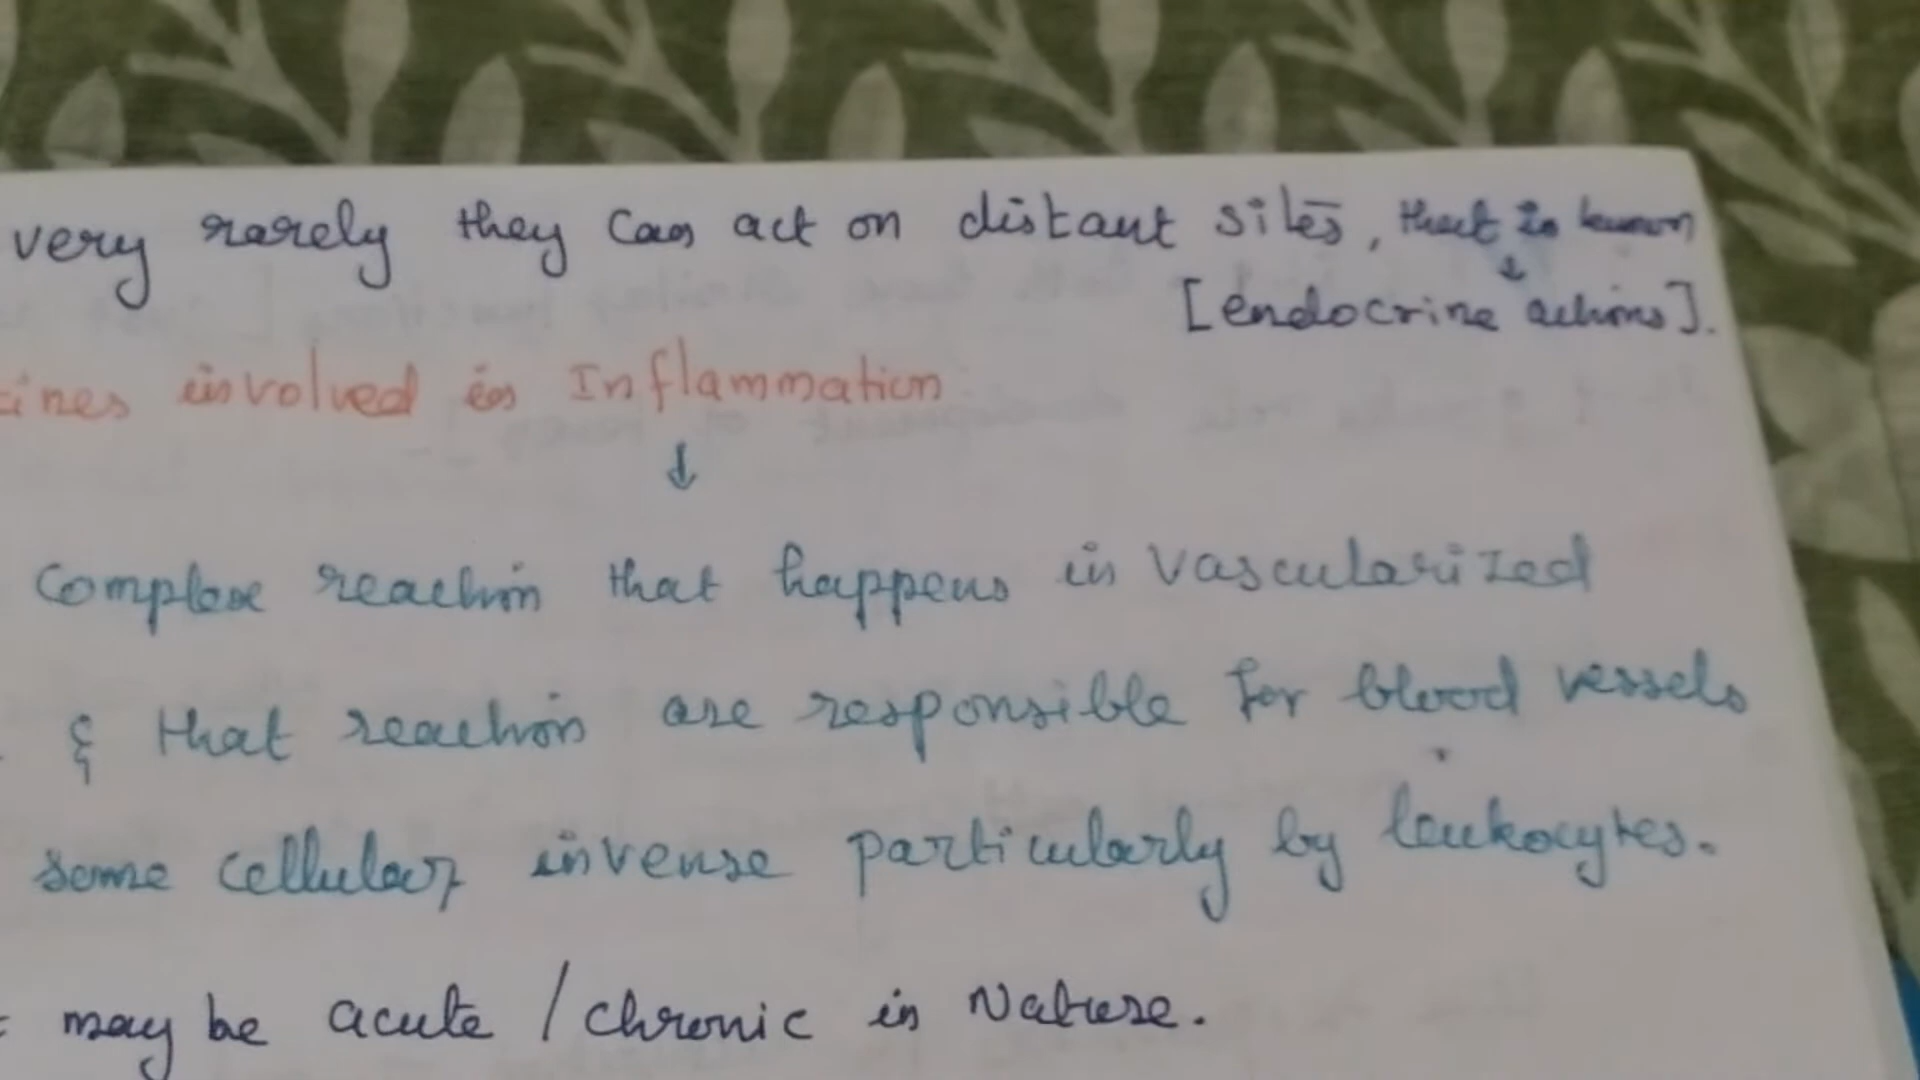 very rarely they can act on distant sites, that is known
[endocrine actions].
ines involved in Inflammation
↓
Complex reaction that happens in vascularized
& that reaction are responsible for blood vessels
some cellular invense particularly by leukocytes.
may be acute / chronic in Nature.